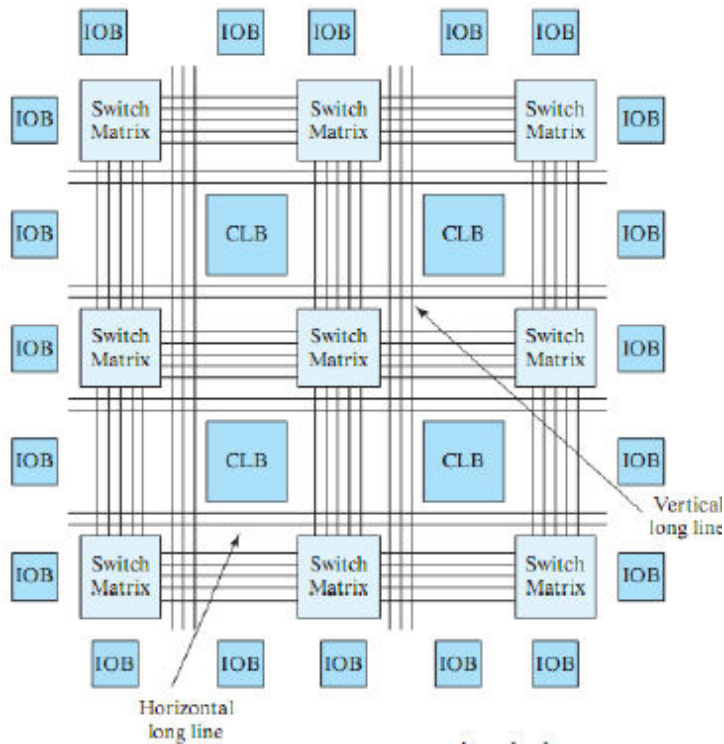 IOB IOB IOB IOB IOB
IOB Switch Matrix Switch Matrix Switch Matrix IOB
IOB CLB CLB IOB
IOB Switch Matrix Switch Matrix Switch Matrix IOB
IOB CLB CLB IOB
Vertical
long line
IOB Switch Matrix Switch Matrix Switch Matrix IOB
IOB IOB IOB IOB IOB
Horizontal
long line